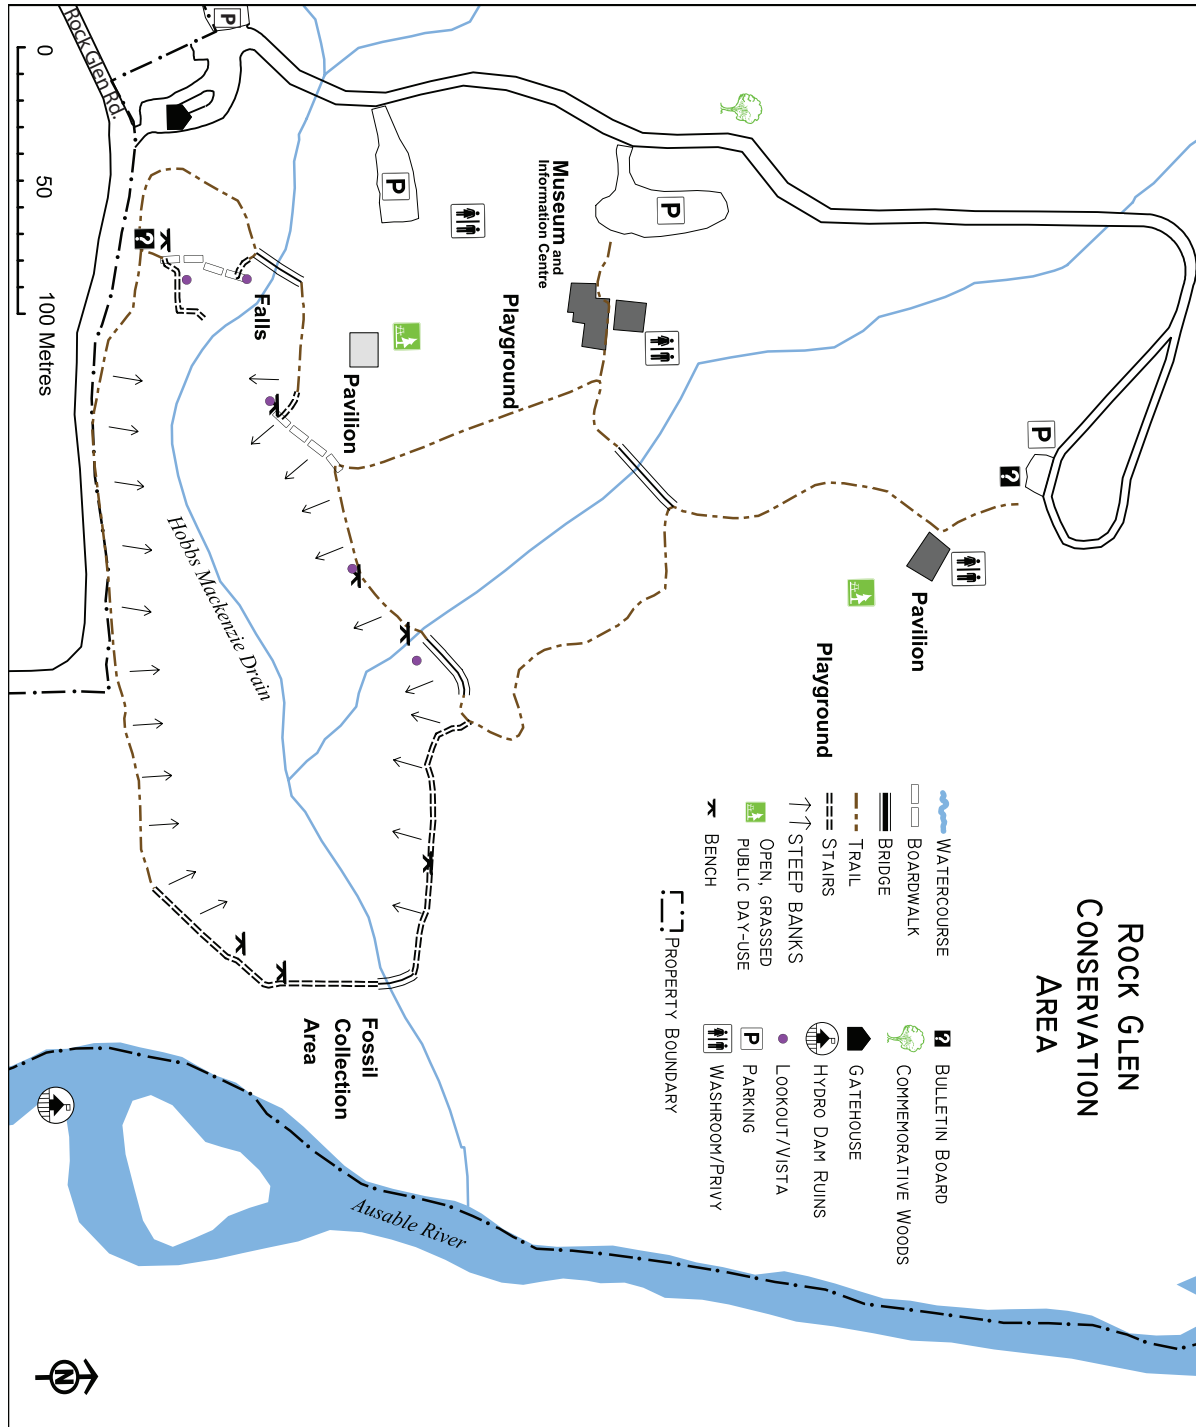 ROCK GLEN
CONSERVATION
AREA
WATERCOURSE
BOARDWALK
BRIDGE
TRAIL
STAIRS
STEEP BANKS
OPEN, GRASSED
PUBLIC DAY-USE
BENCH
PROPERTY BOUNDARY
? BULLETIN BOARD
COMMEMORATIVE WOODS
GATEHOUSE
HYDRO DAM RUINS
LOOKOUT/VISTA
P PARKING
WASHROOM/PRIVY
P
?
Pavilion
Playground
P
Museum and
Information Centre
Playground
P
Pavilion
P
Falls
?
Rock Glen Rd.
Hobbs Mackenzie Drain
Fossil
Collection
Area
Ausable River
0
50
100 Metres
N